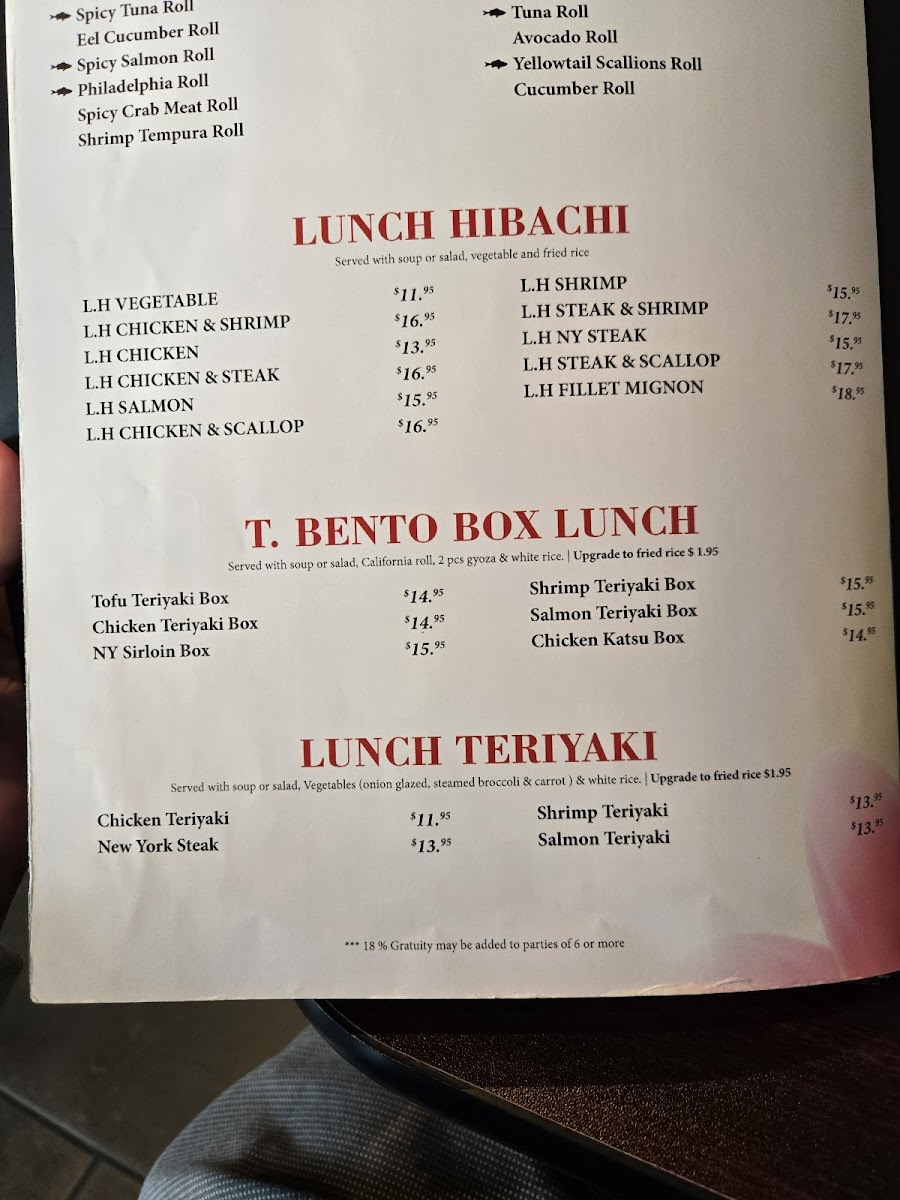 Spicy Tuna Roll
Eel Cucumber Roll
Spicy Salmon Roll
Philadelphia Roll
Spicy Crab Meat Roll
Shrimp Tempura Roll
Tuna Roll
Avocado Roll
Yellowtail Scallions Roll
Cucumber Roll
LUNCH HIBACHI
Served with soup or salad, vegetable and fried rice
L.H VEGETABLE $11.95
L.H CHICKEN & SHRIMP $16.95
L.H CHICKEN $13.95
L.H CHICKEN & STEAK $16.95
L.H SALMON $15.95
L.H CHICKEN & SCALLOP $16.95
L.H SHRIMP $15.95
L.H STEAK & SHRIMP $17.95
L.H NY STEAK $15.95
L.H STEAK & SCALLOP $17.95
L.H FILLET MIGNON $18.95
T. BENTO BOX LUNCH
Served with soup or salad, California roll, 2 pcs gyoza & white rice. | Upgrade to fried rice $ 1.95
Tofu Teriyaki Box $14.95
Chicken Teriyaki Box $14.95
NY Sirloin Box $15.95
Shrimp Teriyaki Box $15.95
Salmon Teriyaki Box $15.95
Chicken Katsu Box $14.95
LUNCH TERIYAKI
Served with soup or salad, Vegetables (onion glazed, steamed broccoli & carrot ) & white rice. | Upgrade to fried rice $1.95
Chicken Teriyaki $11.95
New York Steak $13.95
Shrimp Teriyaki $13.95
Salmon Teriyaki $13.95
*** 18 % Gratuity may be added to parties of 6 or more